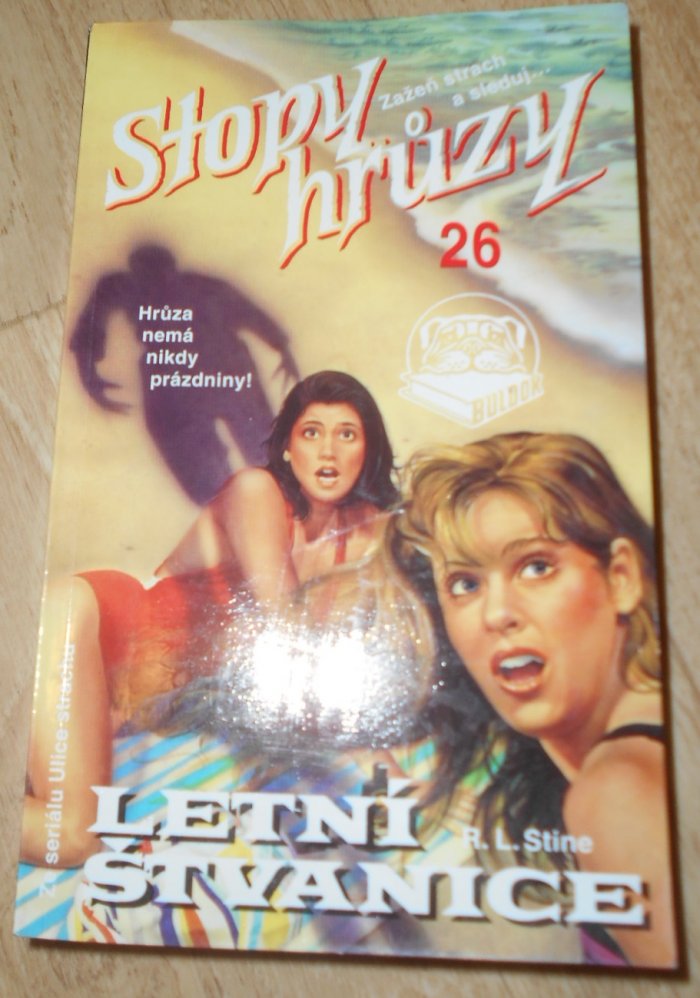 Stopy
Zažeň strach
a sleduj...
hrůzy
26
Hrůza
nemá
nikdy
prázdniny!
BULDOK
Ze seriálu Ulice strachu
LETNÍ
R. L. Stine
ŠTVANICE